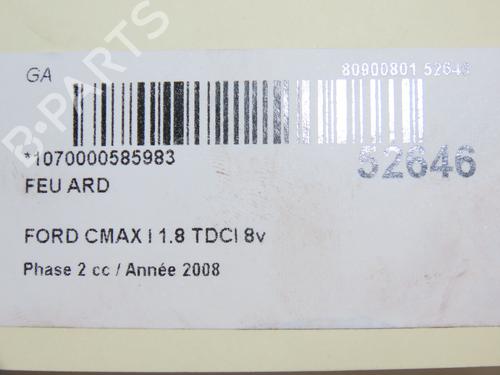 GA
80900801 52646
*1070000585983
52646
FEU ARD
FORD CMAX I 1.8 TDCI 8v
Phase 2 cc / Année 2008
B-PARTS